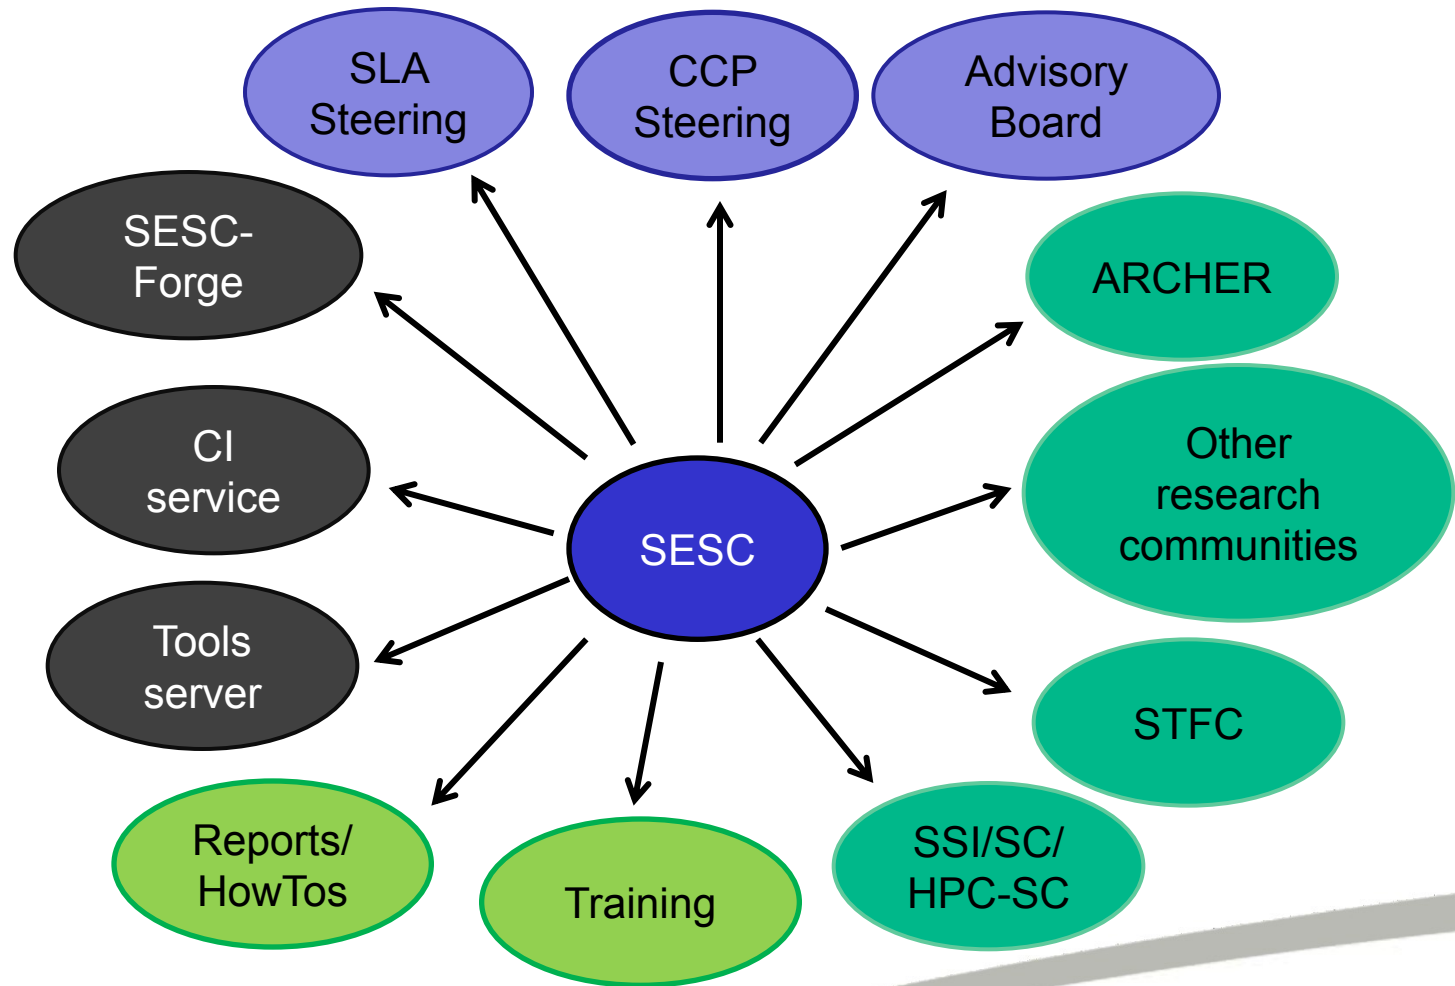 SLA
Steering
CCP
Steering
Advisory
Board
SESC-
Forge
ARCHER
CI
service
Other
research
communities
SESC
Tools
server
STFC
Reports/
HowTos
Training
SSI/SC/
HPC-SC